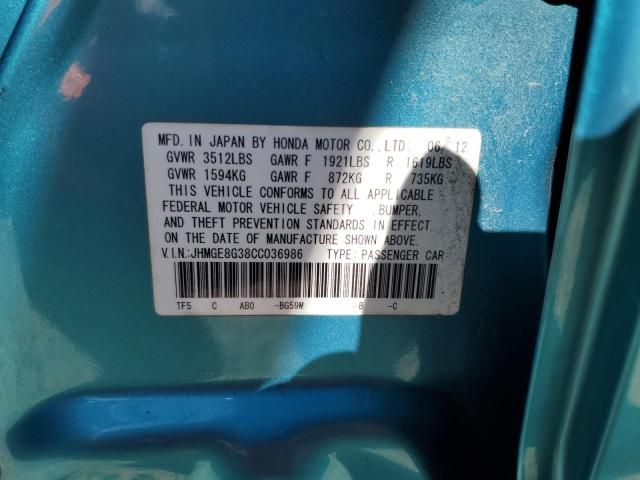 MFD. IN JAPAN BY HONDA MOTOR CO., LTD. 06/12
GVWR 3512LBS GAWR F 1921LBS R 1619LBS
GVWR 1594KG GAWR F 872KG R 735KG
THIS VEHICLE CONFORMS TO ALL APPLICABLE
FEDERAL MOTOR VEHICLE SAFETY, BUMPER,
AND THEFT PREVENTION STANDARDS IN EFFECT
ON THE DATE OF MANUFACTURE SHOWN ABOVE.
V.I.N.:JHMGE8G38CC036986 TYPE: PASSENGER CAR
TF5 C AB0 -BG59M -B -C